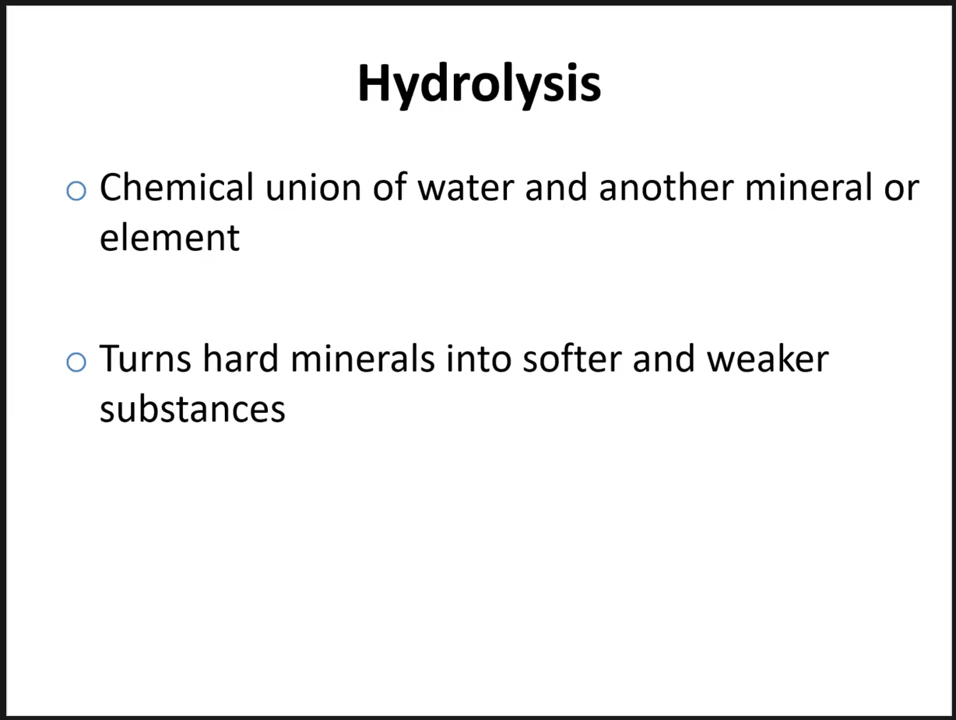 Hydrolysis
Chemical union of water and another mineral or
element
Turns hard minerals into softer and weaker
substances